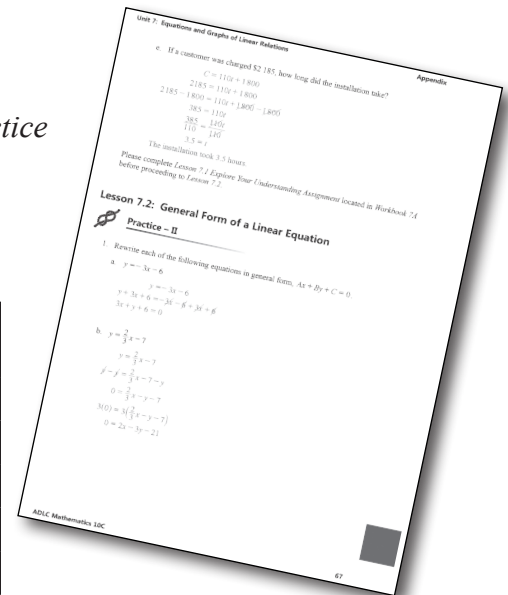 tice
Unit 7: Equations and Graphs of Linear Relations
Appendix
e. If a customer was charged $2 185, how long did the installation take?
C = 110t + 1800
2185 = 110t + 1800
2185 − 1800 = 110t + 1800 − 1800
385 = 110t
385/110 = 110t/110
3.5 = t
The installation took 3.5 hours.
Please complete Lesson 7.1 Explore Your Understanding Assignment located in Workbook 7A
before proceeding to Lesson 7.2.
Lesson 7.2: General Form of a Linear Equation
Practice – II
1. Rewrite each of the following equations in general form, Ax + By + C = 0.
a. y = − 3x − 6
y = − 3x − 6
y + 3x + 6 = −3x − 6 + 3x + 6
3x + y + 6 = 0
b. y = 2/3 x − 7
y = 2/3 x − 7
y − y = 2/3 x − 7 − y
0 = 2/3 x − y − 7
3(0) = 3(2/3 x − y − 7)
0 = 2x − 3y − 21
ADLC Mathematics 10C
67